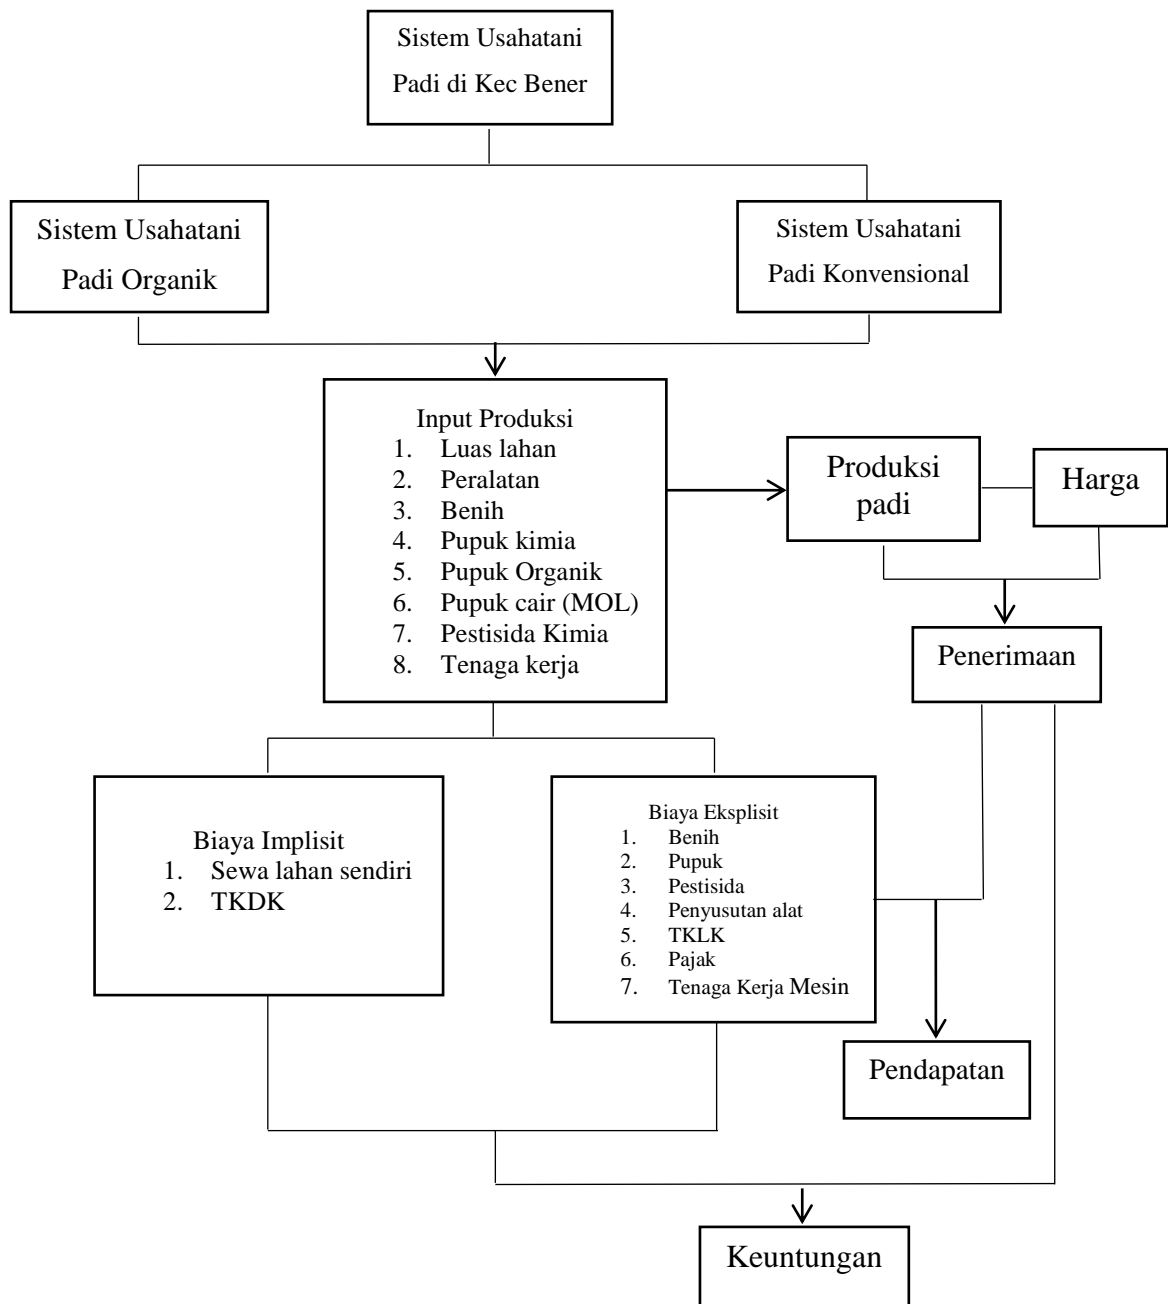 Sistem Usahatani
Padi di Kec Bener
Sistem Usahatani
Padi Organik
Sistem Usahatani
Padi Konvensional
Input Produksi
1. Luas lahan
2. Peralatan
3. Benih
4. Pupuk kimia
5. Pupuk Organik
6. Pupuk cair (MOL)
7. Pestisida Kimia
8. Tenaga kerja
Produksi
padi
Harga
Penerimaan
Biaya Implisit
1. Sewa lahan sendiri
2. TKDK
Biaya Eksplisit
1. Benih
2. Pupuk
3. Pestisida
4. Penyusutan alat
5. TKLK
6. Pajak
7. Tenaga Kerja Mesin
Pendapatan
Keuntungan